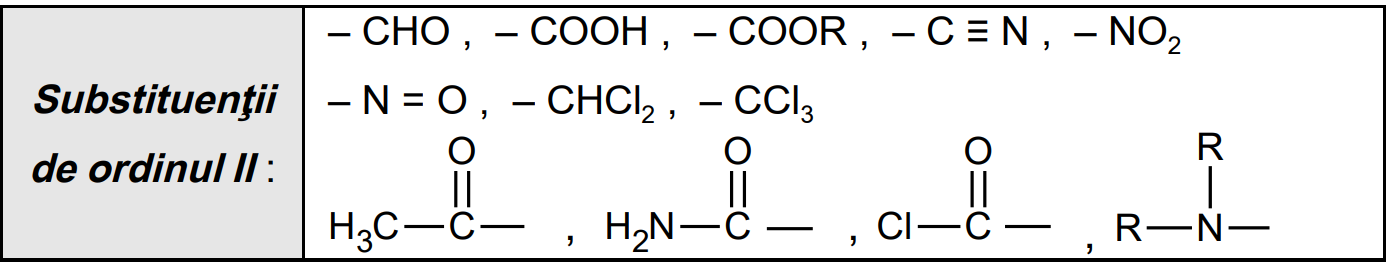 Substituenţii
de ordinul II :
– CHO , – COOH , – COOR , – C ≡ N , – NO₂
– N = O , – CHCl₂ , – CCl₃
O O O R
H₃C—C— , H₂N—C— , Cl—C— , R—N—